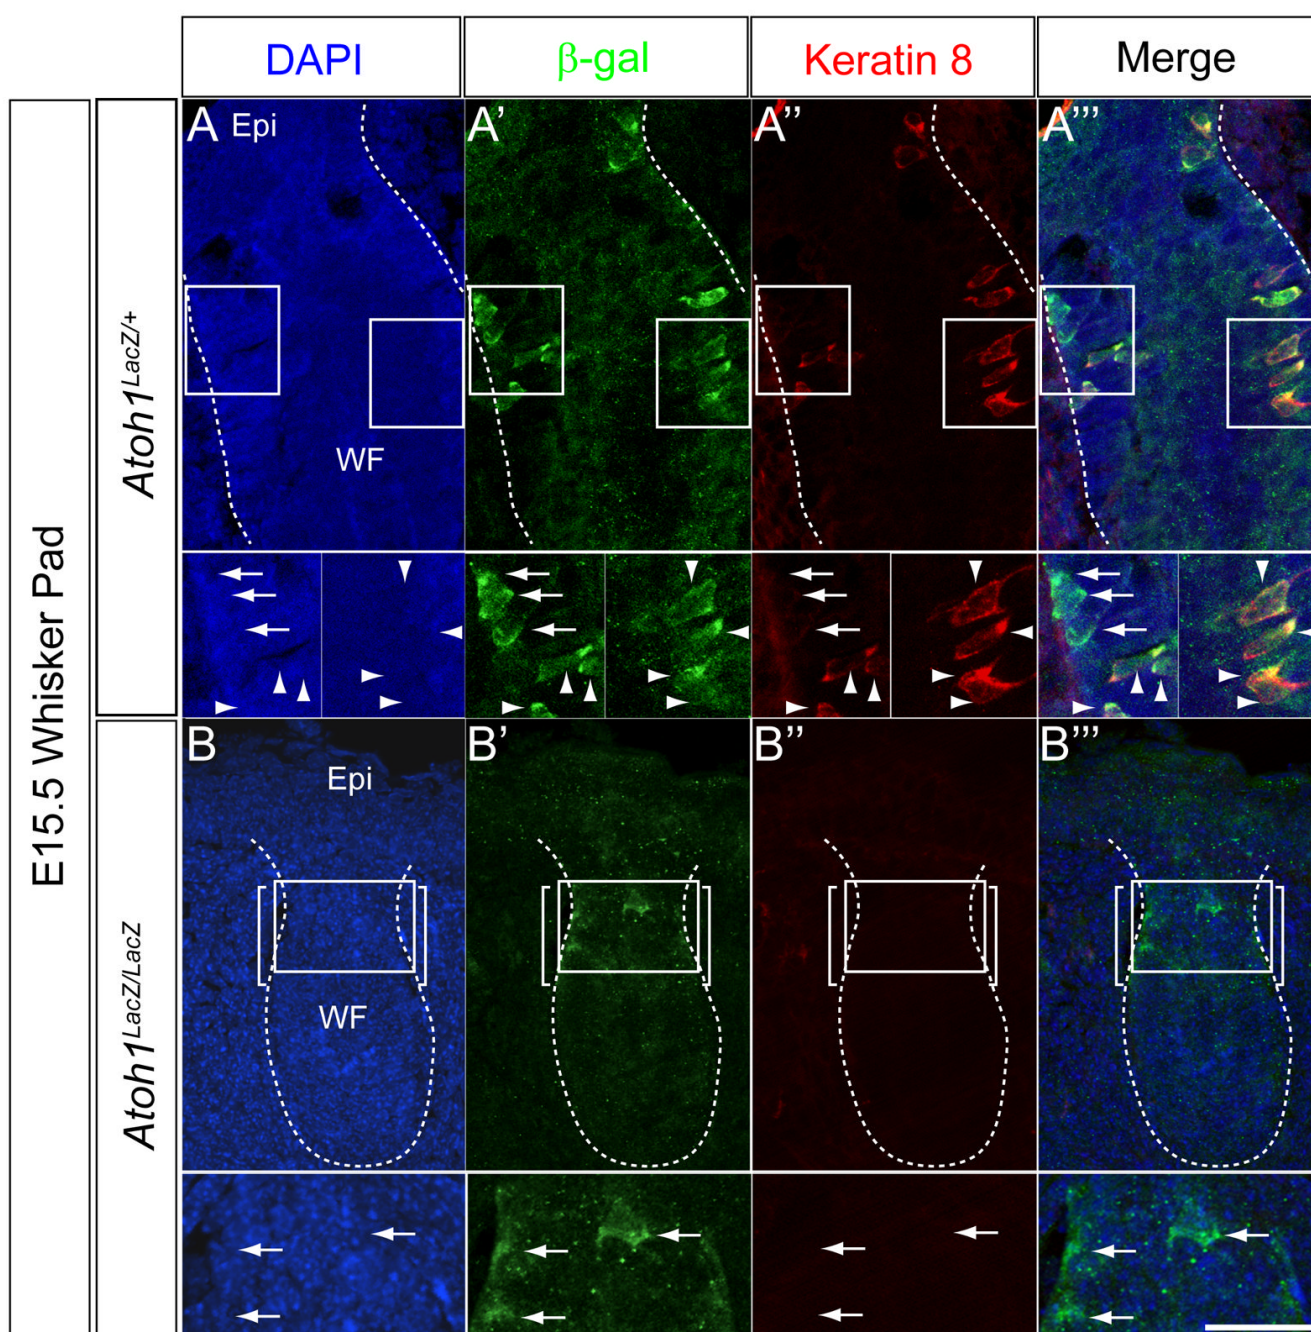 DAPI
β-gal
Keratin 8
Merge
E15.5 Whisker Pad
Atoh1LacZ/+
A
Epi
A’
A’’
A’’’
WF
Atoh1LacZ/LacZ
B
Epi
B’
B’’
B’’’
WF